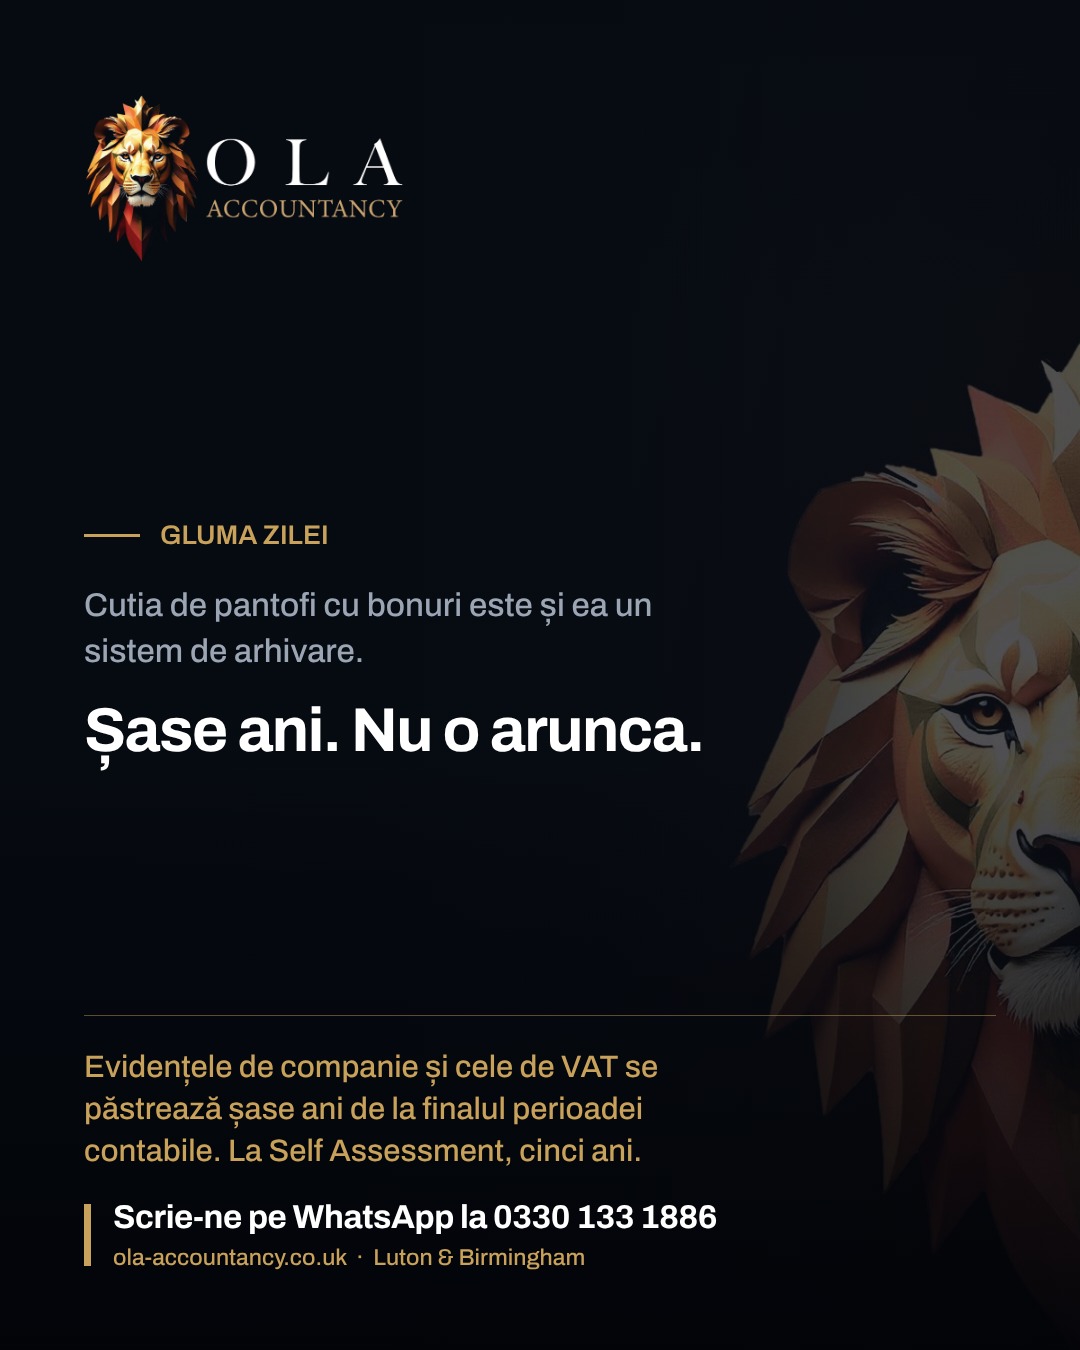 OLA
ACCOUNTANCY
GLUMA ZILEI
Cutia de pantofi cu bonuri este și ea un
sistem de arhivare.
Șase ani. Nu o arunca.
Evidențele de companie și cele de VAT se
păstrează șase ani de la finalul perioadei
contabile. La Self Assessment, cinci ani.
Scrie-ne pe WhatsApp la 0330 133 1886
ola-accountancy.co.uk · Luton & Birmingham